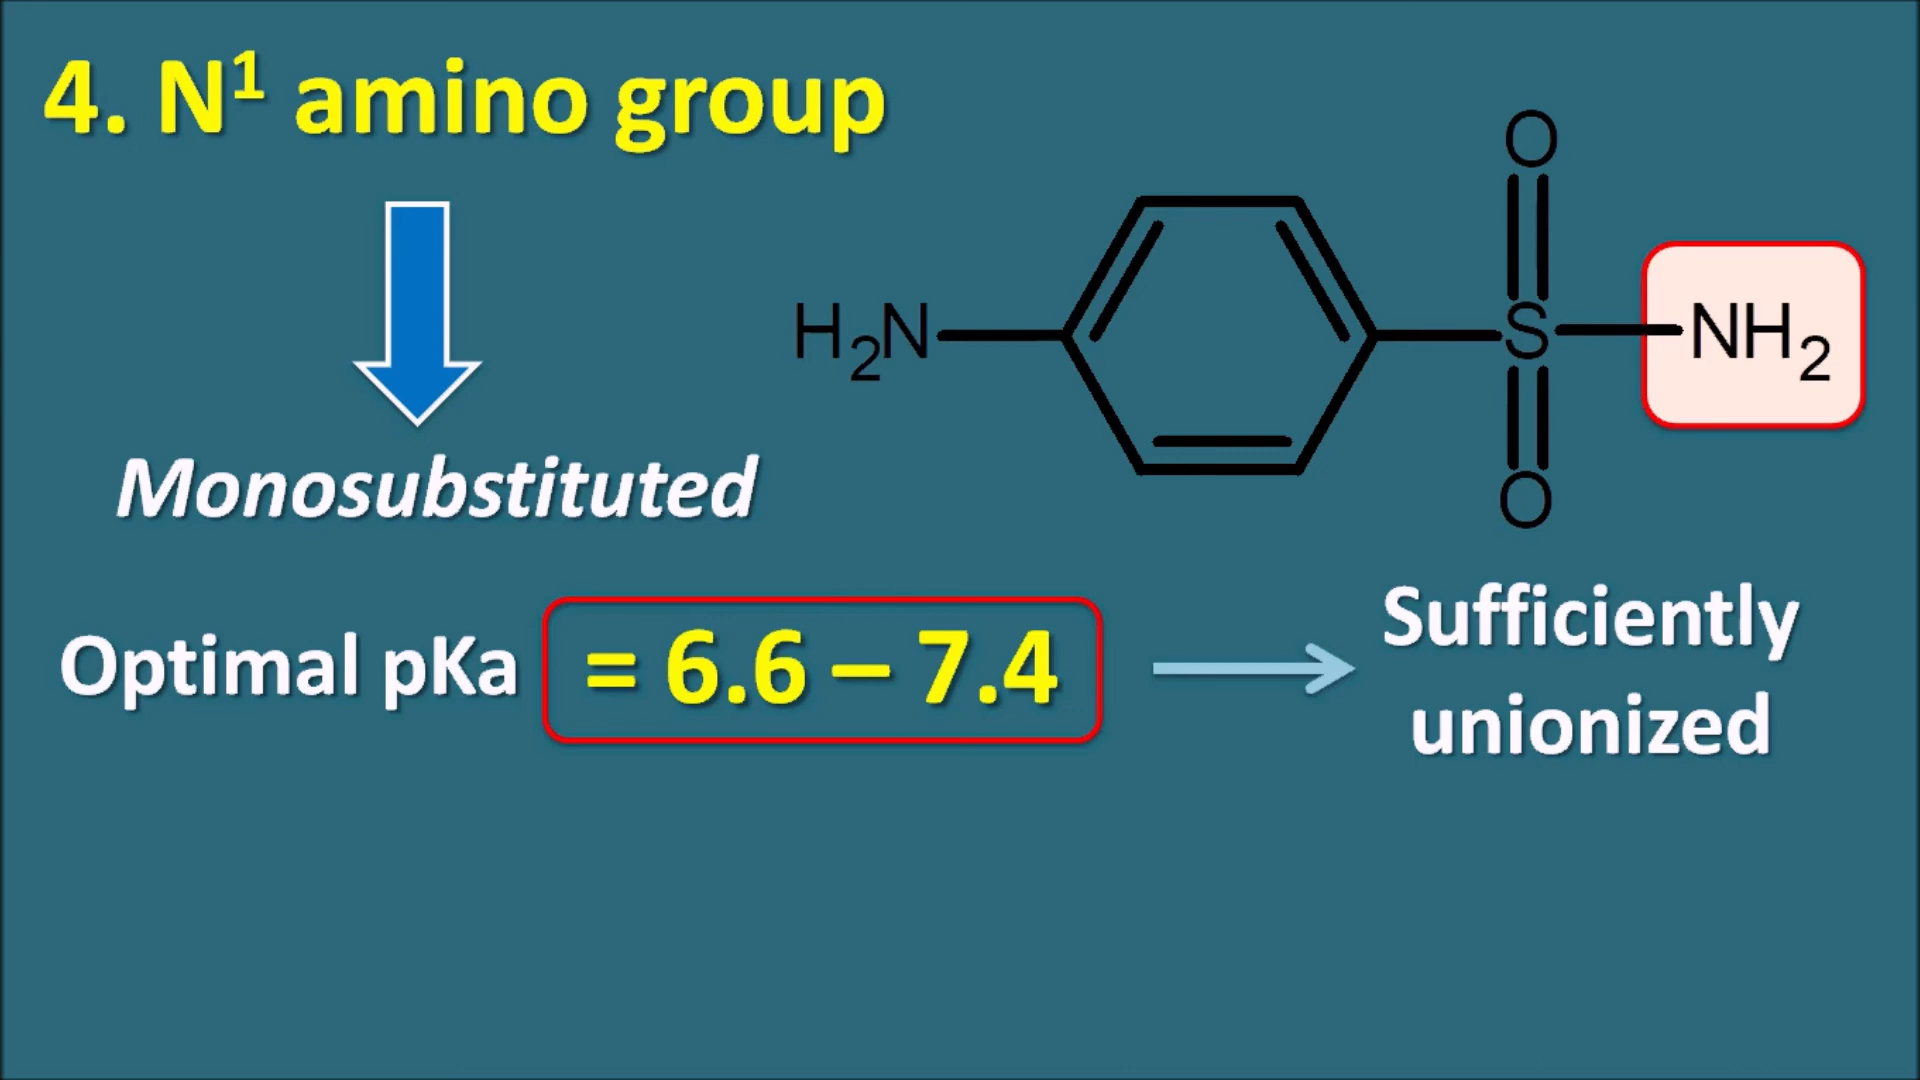 4. N¹ amino group
O
H₂N S NH₂
O
Monosubstituted
Optimal pKa = 6.6 – 7.4
Sufficiently
unionized